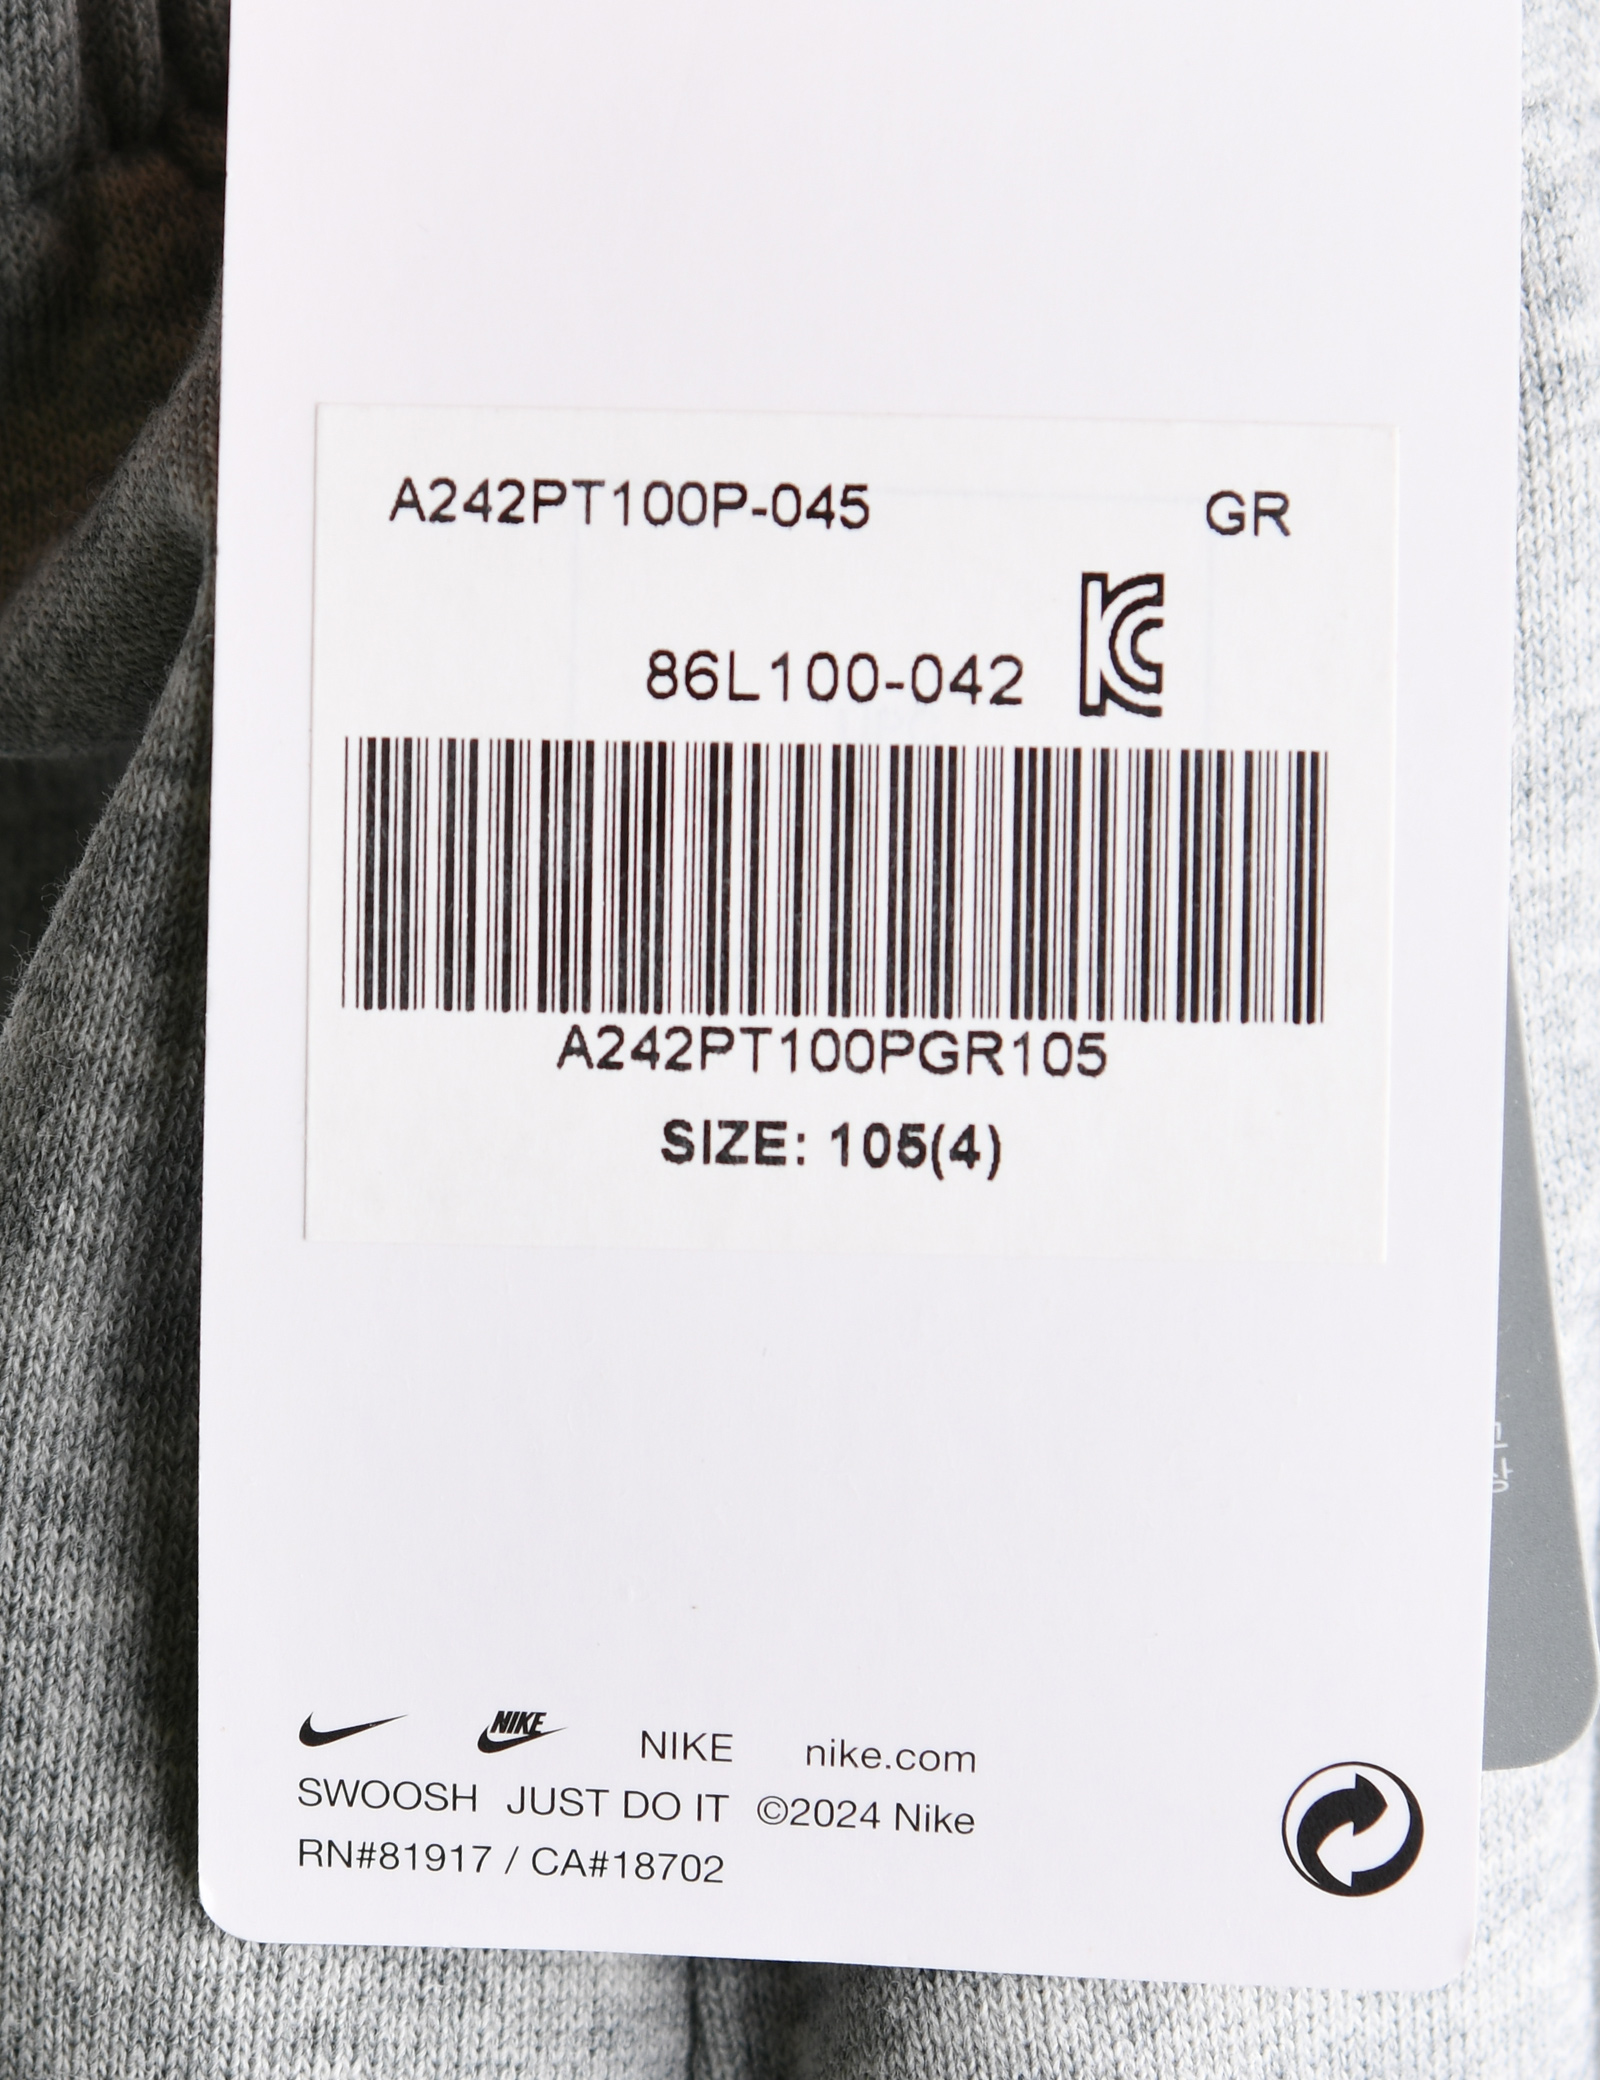 A242PT100P-045 GR
86L100-042
A242PT100PGR105
SIZE: 105(4)
NIKE NIKE nike.com
SWOOSH JUST DO IT ©2024 Nike
RN#81917 / CA#18702